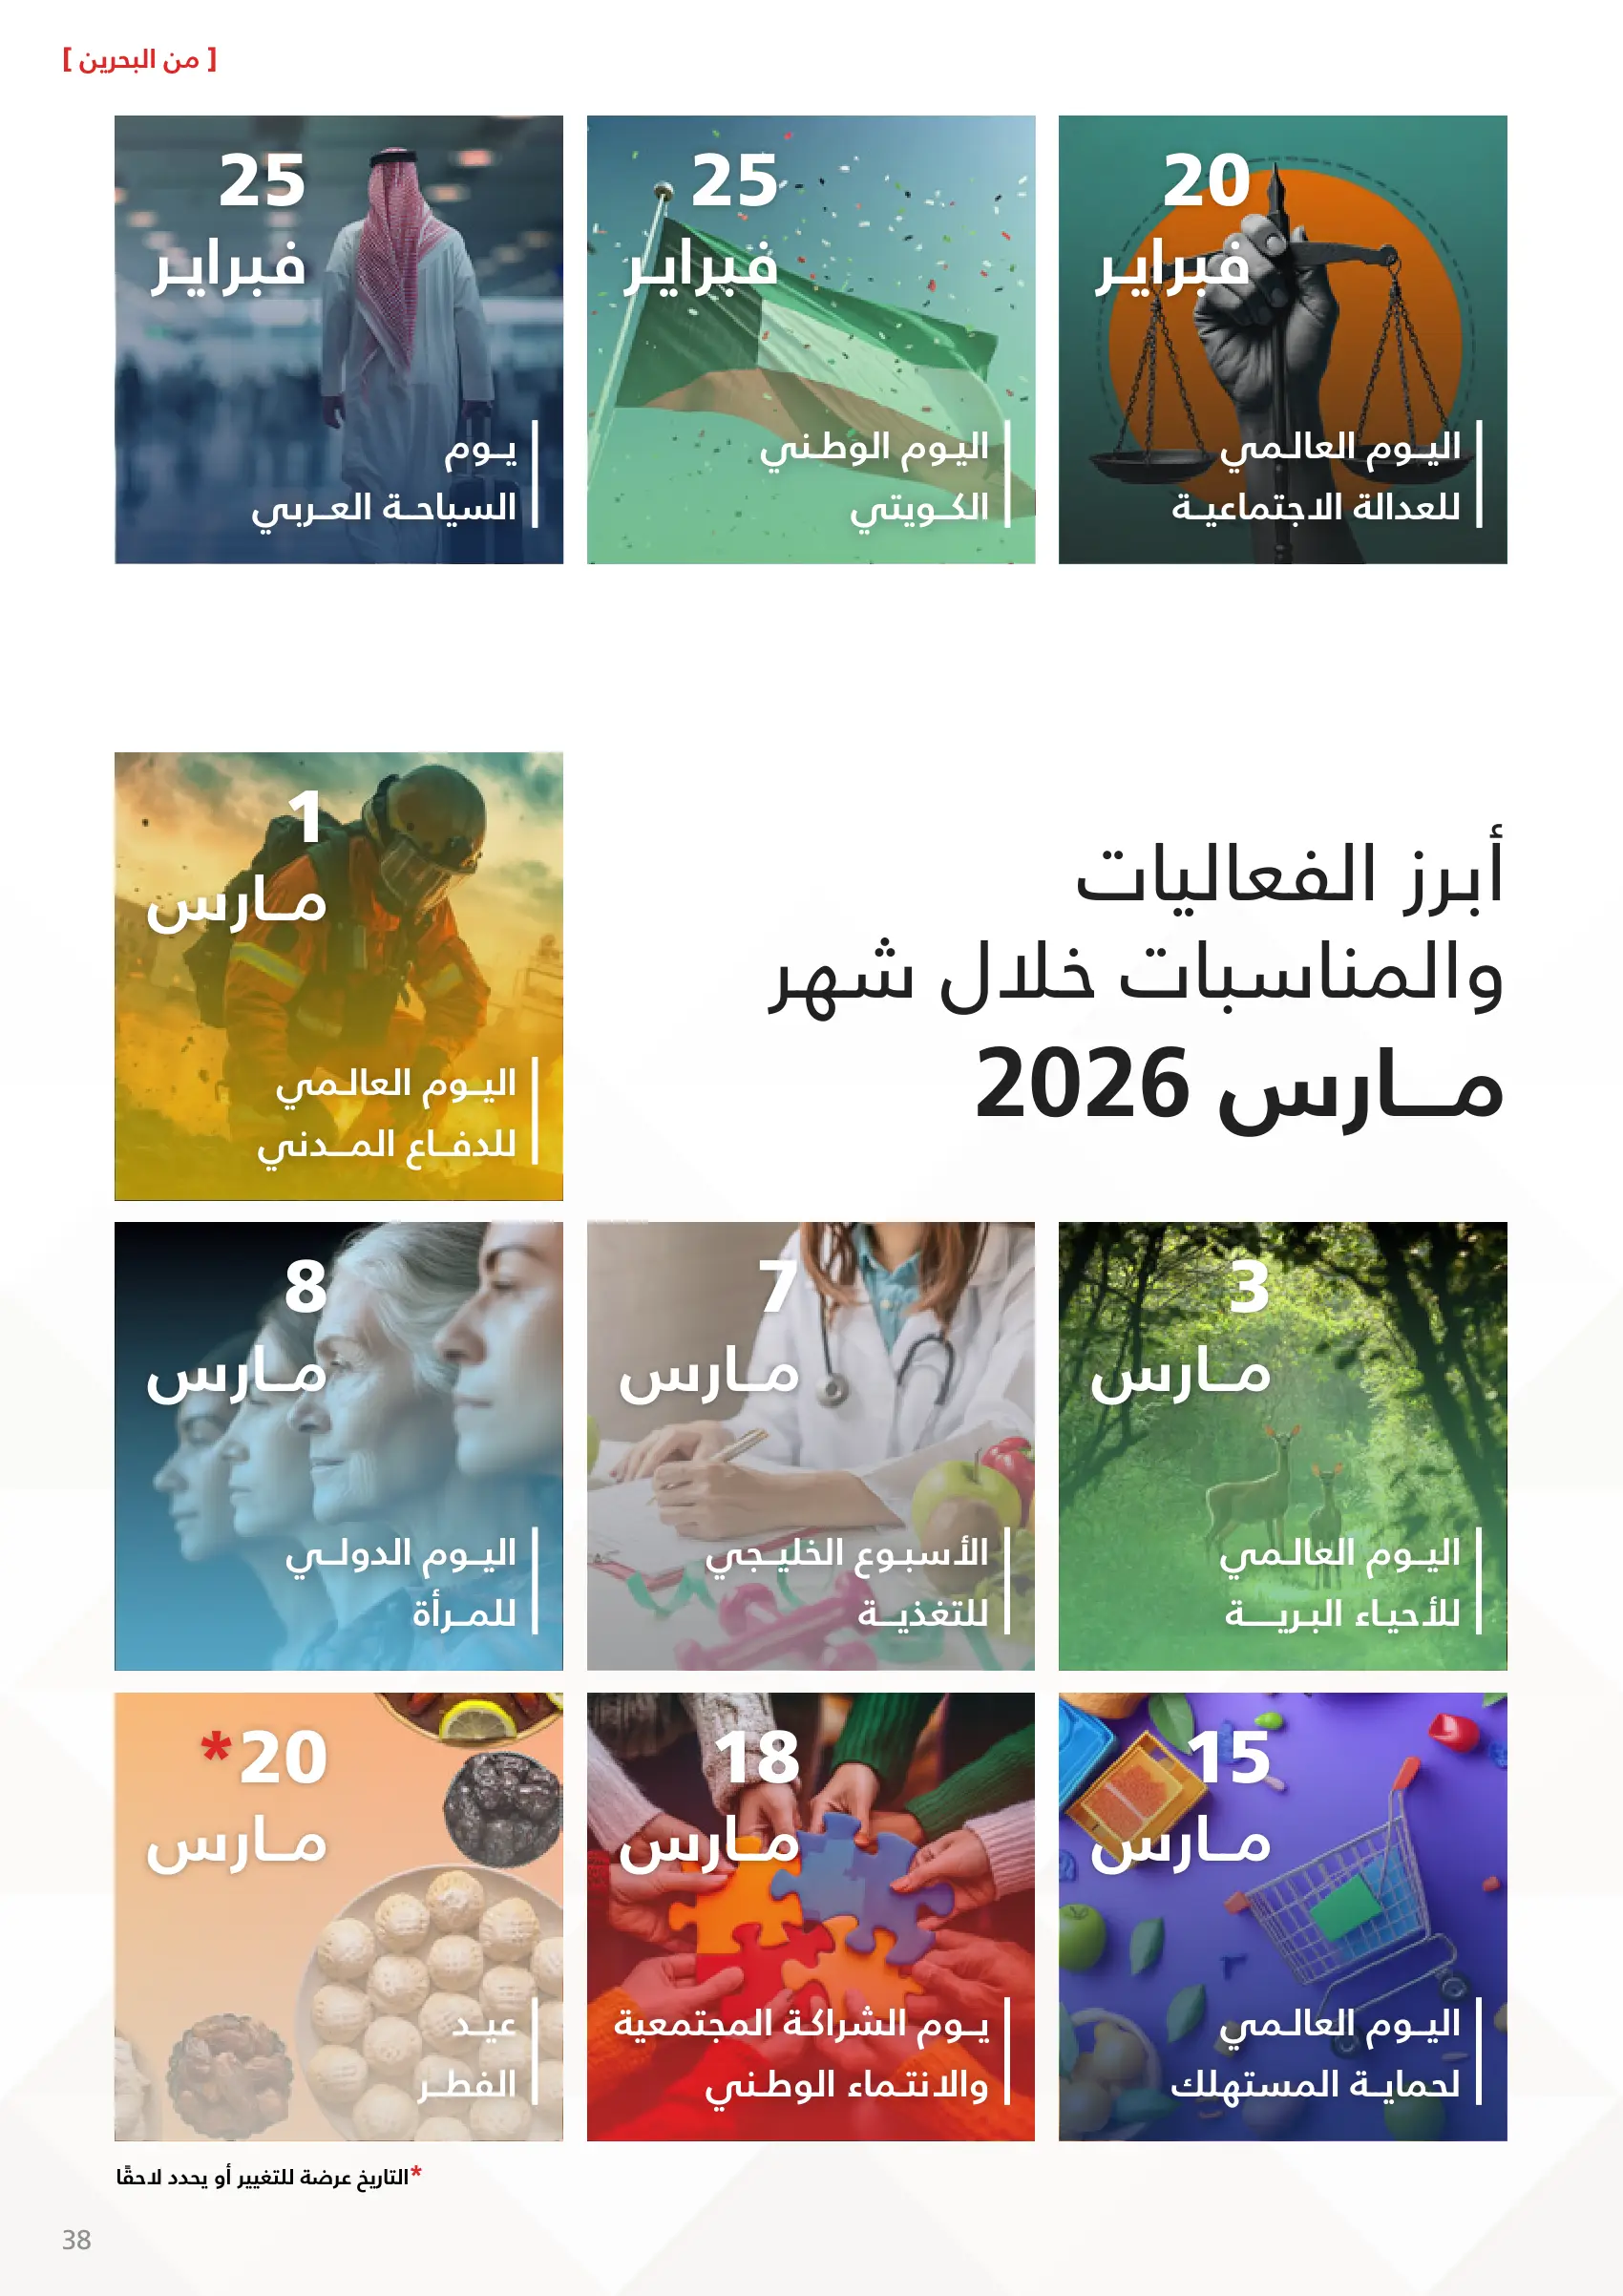 [ من البحرين ]
20
فبراير
اليوم العالمي
للعدالة الاجتماعية
25
فبراير
اليوم الوطني
الكويتي
25
فبراير
يوم
السياحة العربي
أبرز الفعاليات
والمناسبات خلال شهر
مارس 2026
1
مارس
اليوم العالمي
للدفاع المدني
3
مارس
اليوم العالمي
للأحياء البرية
7
مارس
الأسبوع الخليجي
للتغذية
8
مارس
اليوم الدولي
للمرأة
15
مارس
اليوم العالمي
لحماية المستهلك
18
مارس
يوم الشراكة المجتمعية
والانتماء الوطني
20*
مارس
عيد
الفطر
*التاريخ عرضة للتغيير أو يحدد لاحقًا
38